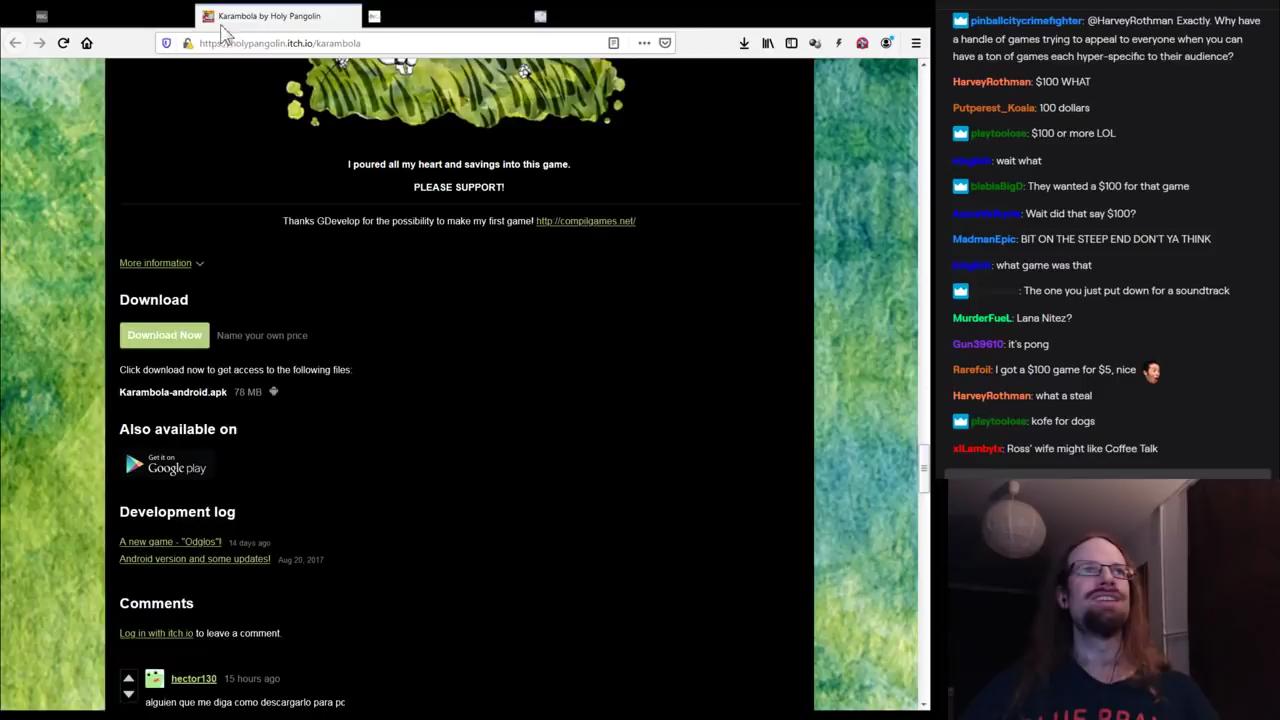 Karambola by Holy Pangolin
https://holypangolin.itch.io/karambola
I poured all my heart and savings into this game.
PLEASE SUPPORT!
Thanks GDevelop for the possibility to make my first game! http://compilgames.net/
More information
Download
Download Now Name your own price
Click download now to get access to the following files:
Karambola-android.apk 78 MB
Also available on
Get it on
Google play
Development log
A new game - "Odgłos"! 14 days ago
Android version and some updates! Aug 20, 2017
Comments
Log in with itch.io to leave a comment.
hector130 15 hours ago
alguien que me diga como descargarlo para pc
pinballcitycrimefighter: @HarveyRothman Exactly. Why have
a handle of games trying to appeal to everyone when you can
have a ton of games each hyper-specific to their audience?
HarveyRothman: $100 WHAT
Putperest_Koala: 100 dollars
playtoolose: $100 or more LOL
wait what
blabiaBigD: They wanted a $100 for that game
Wait did that say $100?
MadmanEpic: BIT ON THE STEEP END DON'T YA THINK
what game was that
: The one you just put down for a soundtrack
MurderFueL: Lana Nitez?
Gun39610: it's pong
Rarefoil: I got a $100 game for $5, nice
HarveyRothman: what a steal
playtoolose: kofe for dogs
xlLambylx: Ross' wife might like Coffee Talk